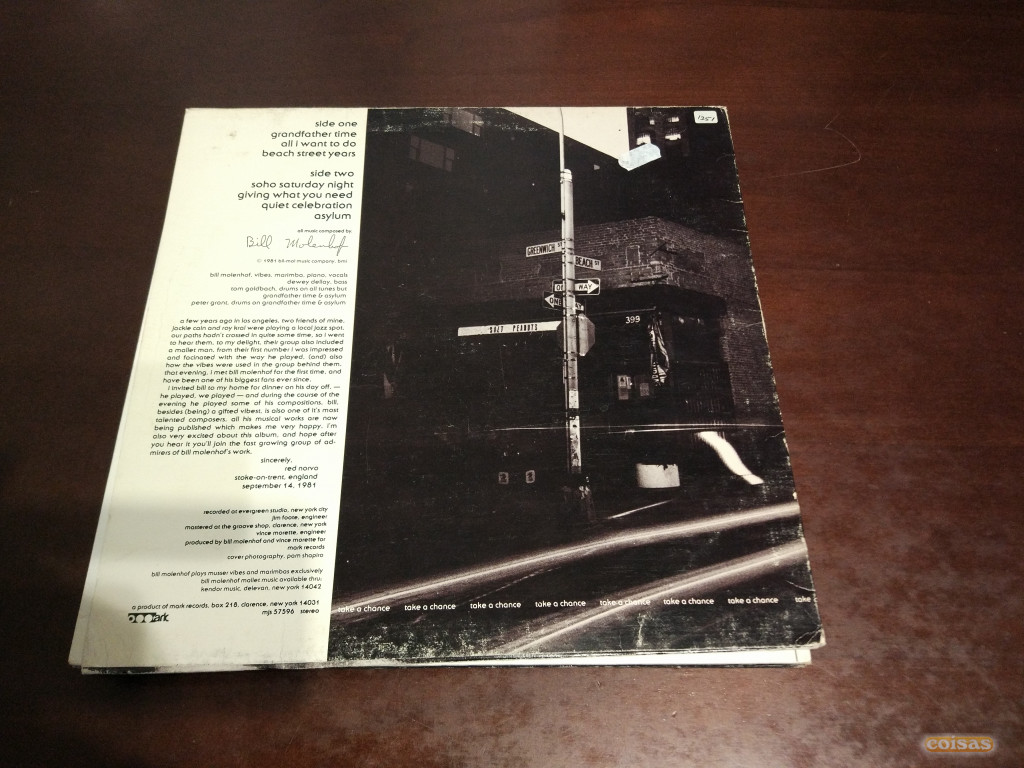 side one
grandfather time
all i want to do
beach street years
side two
soho saturday night
giving what you need
quiet celebration
asylum
all music composed by
Bill Molenhof
© 1981 bill-mol music company, bmi
bill molenhof, vibes, marimba, piano, vocals
dewey dellay, bass
tom goldbach, drums on all tunes but
grandfather time & asylum
peter grant, drums on grandfather time & asylum
a few years ago in los angeles, two friends of mine,
jackie cain and roy kral were playing a local jazz spot,
our paths hadn't crossed in quite some time, so i went
to hear them, to my delight, their group also included
a mallet man, from their first number i was impressed
and facinated with the way he played, (and) also
how the vibes were used in the group behind them,
that evening, i met bill molenhof for the first time, and
have been one of his biggest fans ever since.
i invited bill to my home for dinner on his day off, —
he played, we played — and during the course of the
evening he played some of his compositions, bill,
besides (being) a gifted vibest, is also one of it's most
talented composers, all his musical works are now
being published which makes me very happy. i'm
also very excited about this album, and hope after
you hear it you'll join the fast growing group of ad-
mirers of bill molenhof's work.
sincerely,
red norvo
stoke-on-trent, england
september 14, 1981
recorded at evergreen studio, new york city
jim foote, engineer
mastered at the groove shop, clarence, new york
vince morette, engineer
produced by bill molenhof and vince morette for
mark records
cover photography, pam shapiro
bill molenhof plays musser vibes and marimbas exclusively
bill molenhof mallet music available thru:
kendor music, delevan, new york 14042
a product of mark records, box 218, clarence, new york 14031
mjs 57596 stereo
mark
1251
GREENWICH ST
BEACH ST
ONE WAY
ONE WAY
SALT PEANUTS
399
take a chance take a chance take a chance take a chance take a chance take a chance take a chance take
coisas